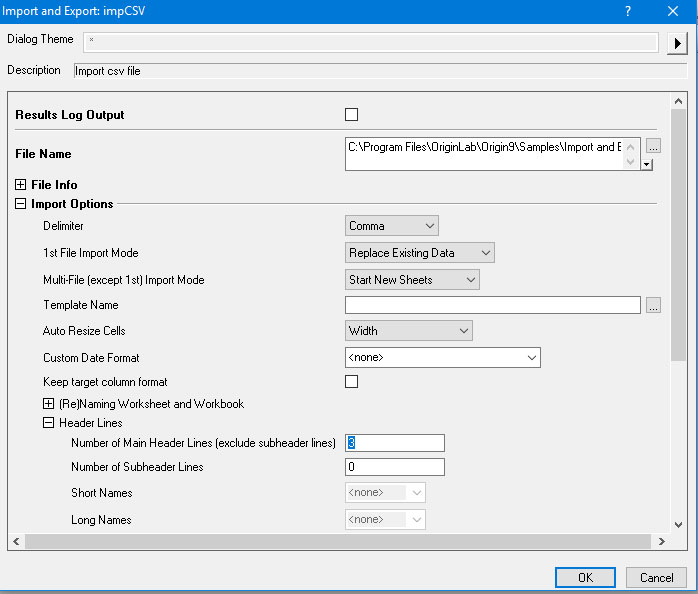 Import and Export: impCSV
Dialog Theme *
Description Import csv file
Results Log Output
File Name C:\Program Files\OriginLab\Origin9\Samples\Import and E
File Info
Import Options
Delimiter Comma
1st File Import Mode Replace Existing Data
Multi-File (except 1st) Import Mode Start New Sheets
Template Name ...
Auto Resize Cells Width
Custom Date Format <none>
Keep target column format
(Re)Naming Worksheet and Workbook
Header Lines
Number of Main Header Lines (exclude subheader lines) 3
Number of Subheader Lines 0
Short Names <none>
Long Names <none>
OK Cancel